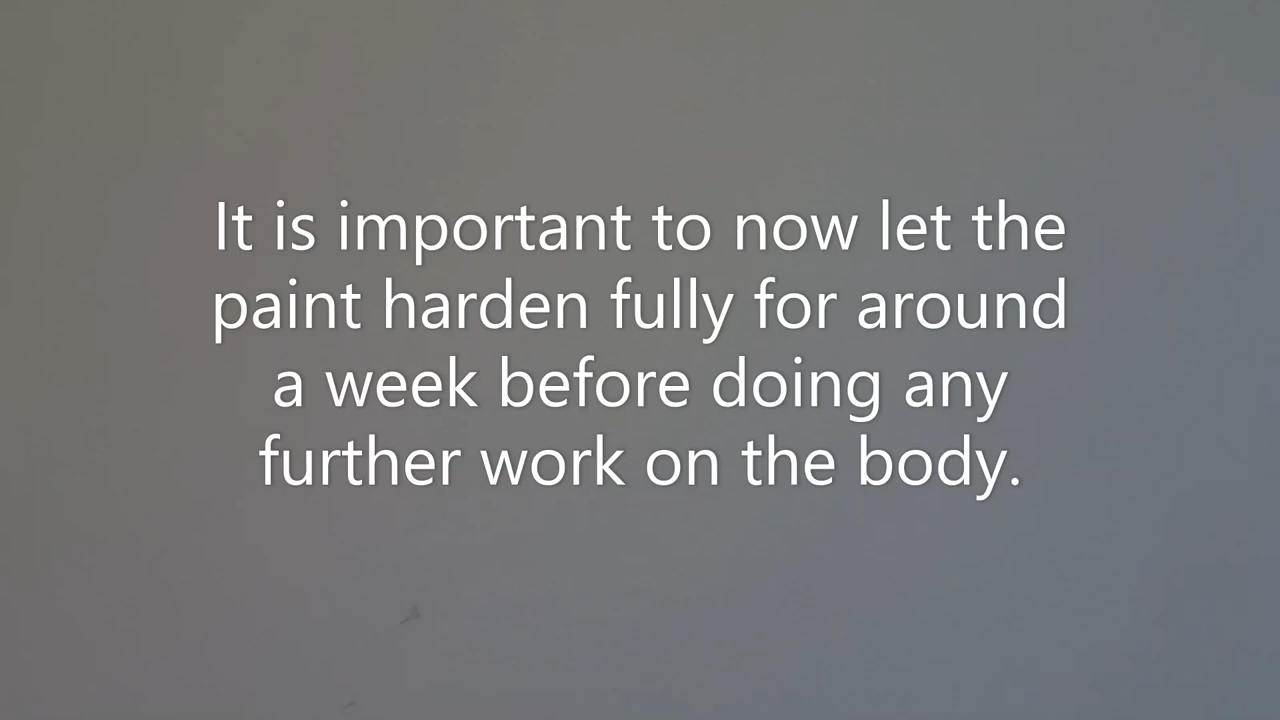 It is important to now let the
paint harden fully for around
a week before doing any
further work on the body.